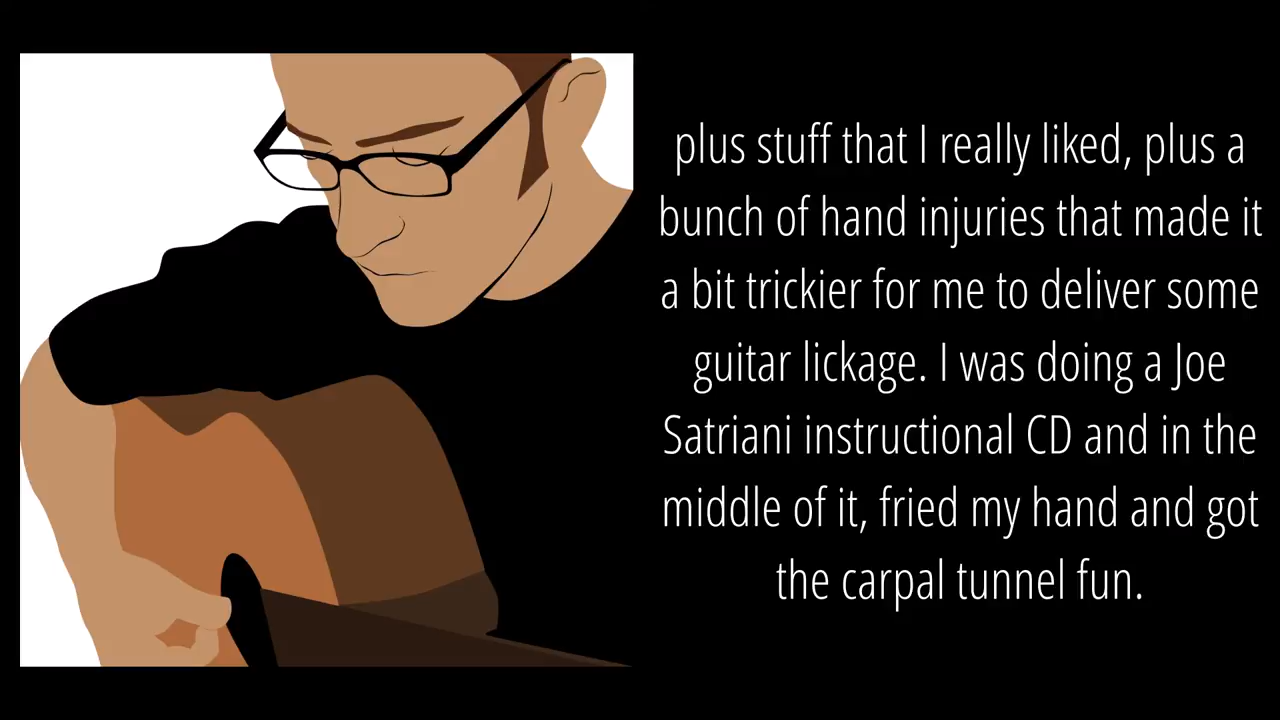 plus stuff that I really liked, plus a
bunch of hand injuries that made it
a bit trickier for me to deliver some
guitar lickage. I was doing a Joe
Satriani instructional CD and in the
middle of it, fried my hand and got
the carpal tunnel fun.